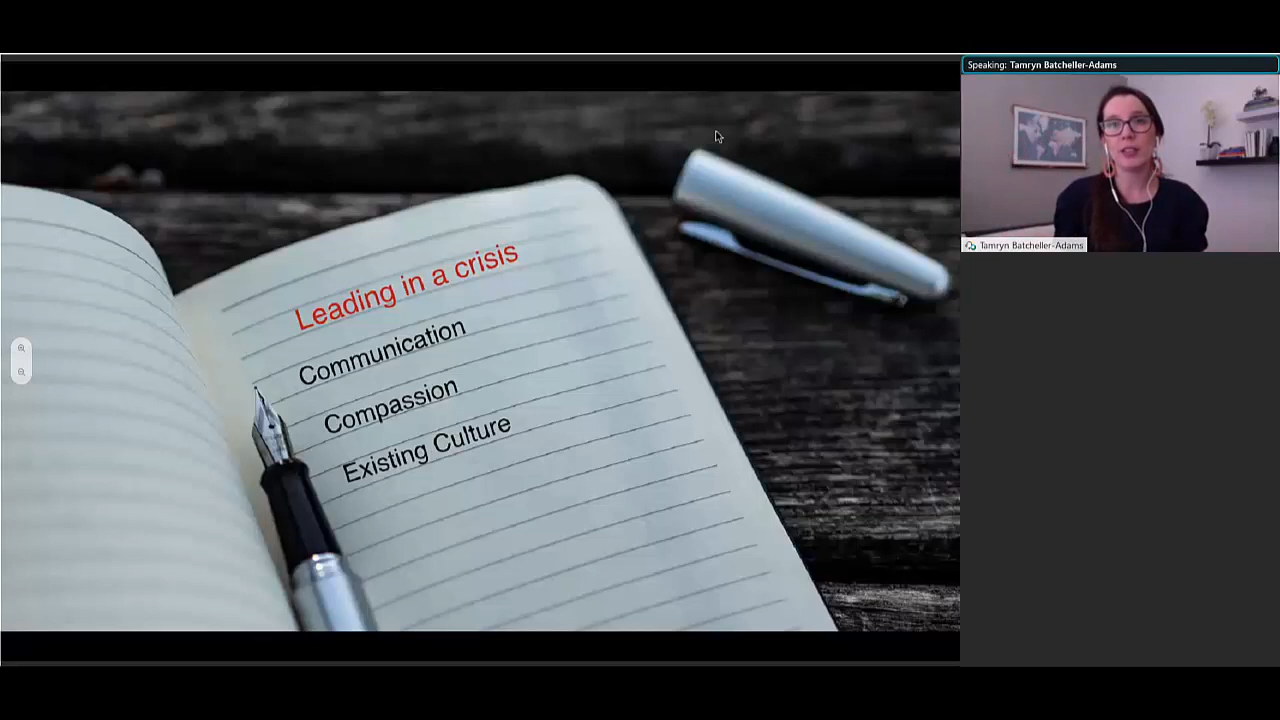 Speaking: Tamryn Batcheller-Adams
Tamryn Batcheller-Adams
Leading in a crisis
Communication
Compassion
Existing Culture